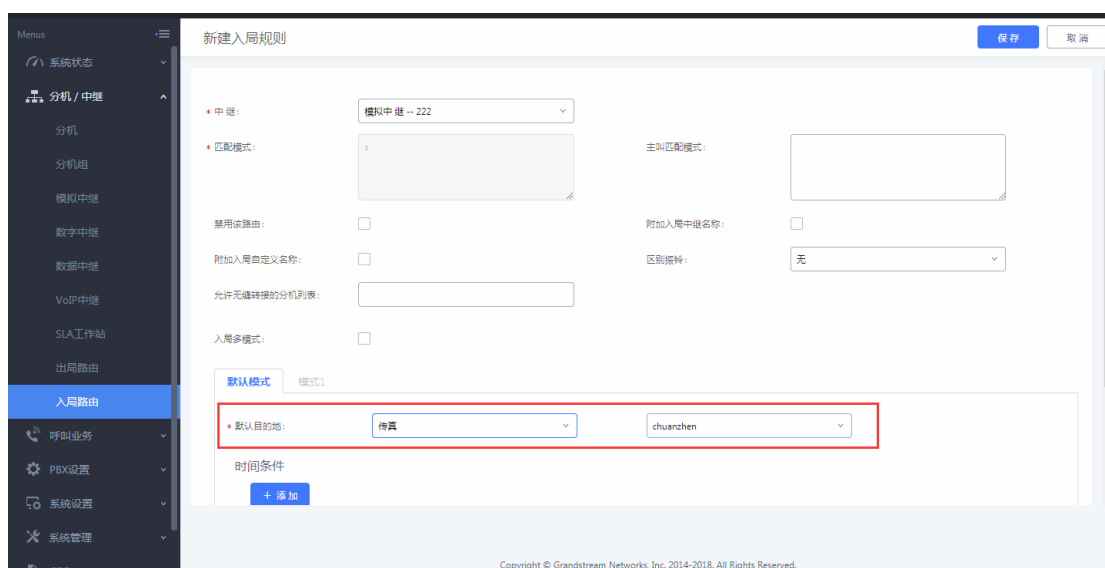 Menus
新建入局规则
保存
取消
系统状态
分机 / 中继
分机
分机组
模拟中继
数字中继
数据中继
VoIP中继
SLA工作站
出局路由
入局路由
呼叫业务
PBX设置
系统设置
系统管理
* 中继:
模拟中 继 -- 222
* 匹配模式:
s
主叫匹配模式:
禁用该路由:
附加入局中继名称:
附加入局自定义名称:
区别振铃:
无
允许无缝转接的分机列表:
入局多模式:
默认模式
模式1
* 默认目的地:
传真
chuanzhen
时间条件
+ 添加
Copyright © Grandstream Networks, Inc. 2014-2018. All Rights Reserved.